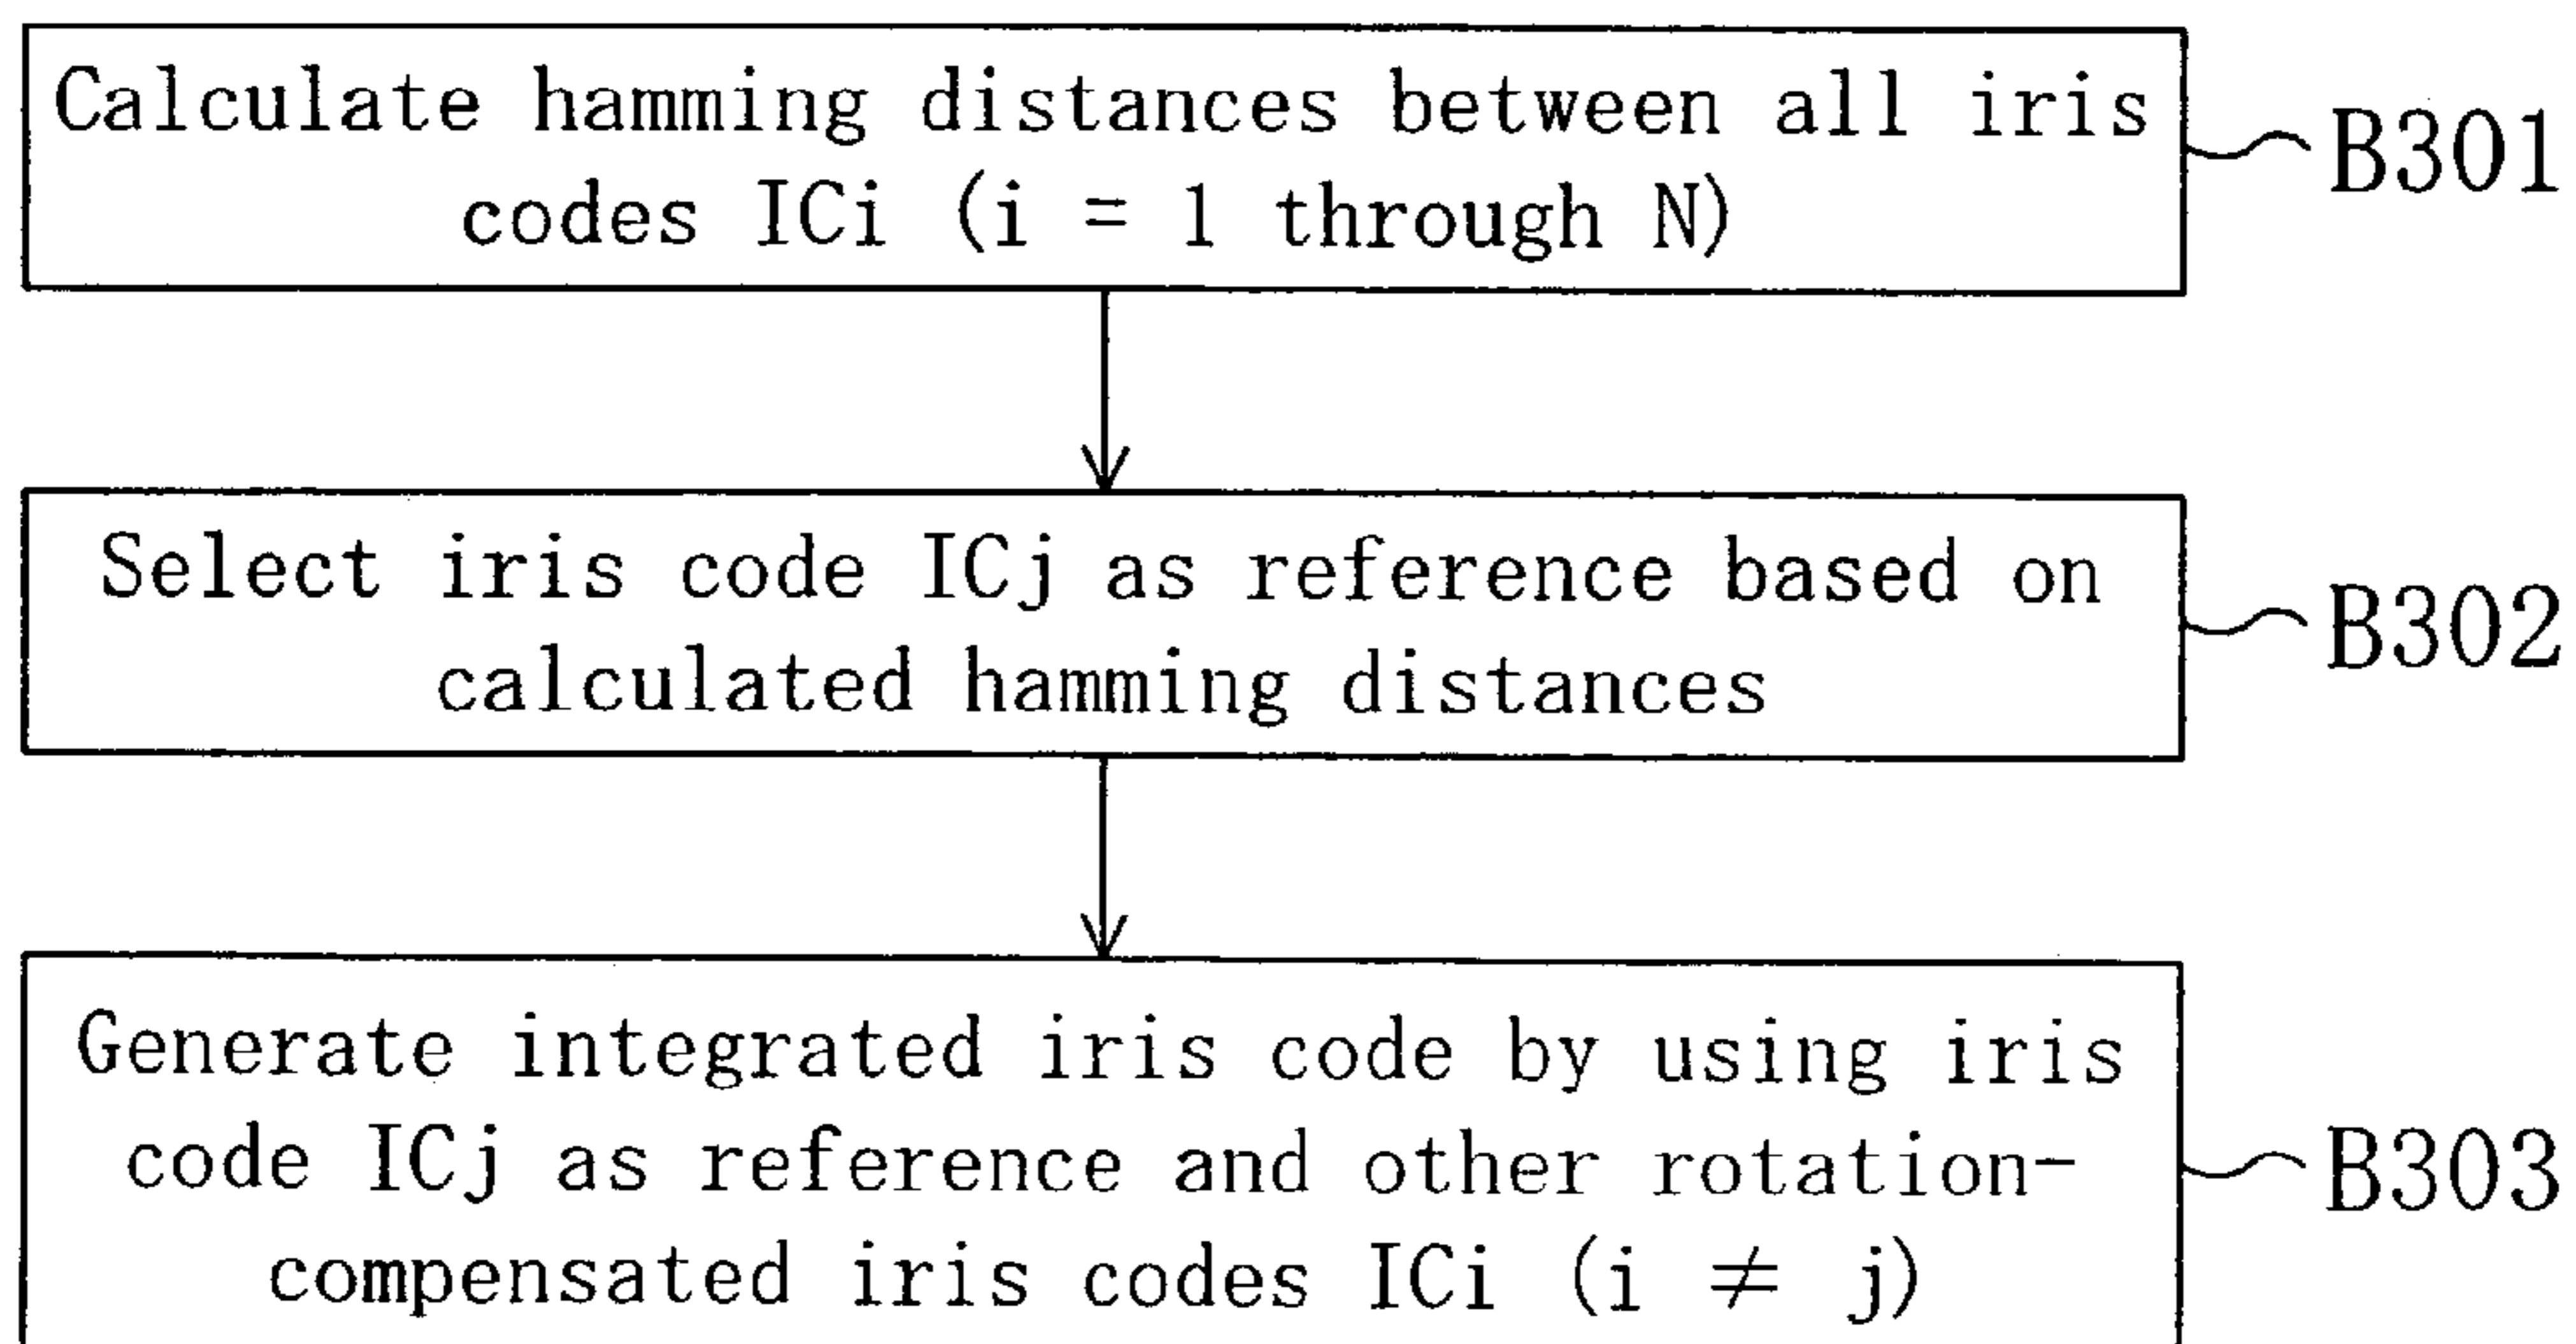 Calculate hamming distances between all iris
codes ICi (i = 1 through N)
B301
Select iris code ICj as reference based on
calculated hamming distances
B302
Generate integrated iris code by using iris
code ICj as reference and other rotation-
compensated iris codes ICi (i ≠ j)
B303